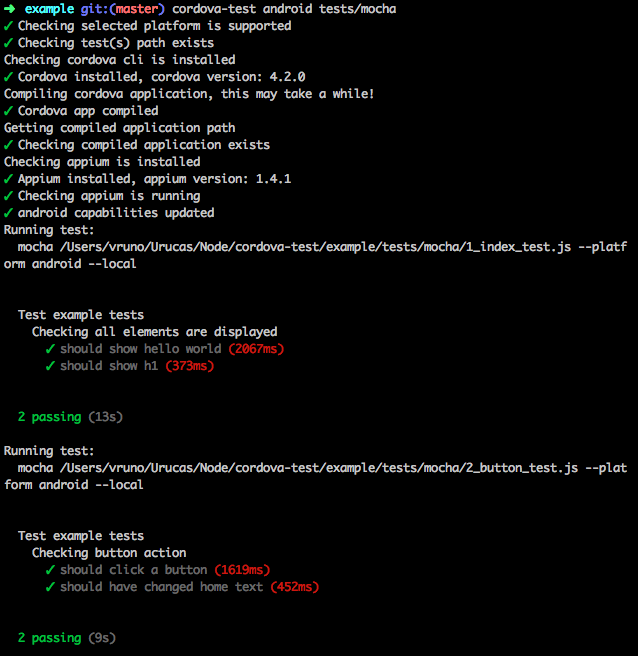 ➜ example git:(master) cordova-test android tests/mocha
✓ Checking selected platform is supported
✓ Checking test(s) path exists
Checking cordova cli is installed
✓ Cordova installed, cordova version: 4.2.0
Compiling cordova application, this may take a while!
✓ Cordova app compiled
Getting compiled application path
✓ Checking compiled application exists
Checking appium is installed
✓ Appium installed, appium version: 1.4.1
✓ Checking appium is running
✓ android capabilities updated
Running test:
mocha /Users/vruno/Urucas/Node/cordova-test/example/tests/mocha/1_index_test.js --platf
orm android --local
Test example tests
Checking all elements are displayed
✓ should show hello world (2067ms)
✓ should show h1 (373ms)
2 passing (13s)
Running test:
mocha /Users/vruno/Urucas/Node/cordova-test/example/tests/mocha/2_button_test.js --plat
form android --local
Test example tests
Checking button action
✓ should click a button (1619ms)
✓ should have changed home text (452ms)
2 passing (9s)